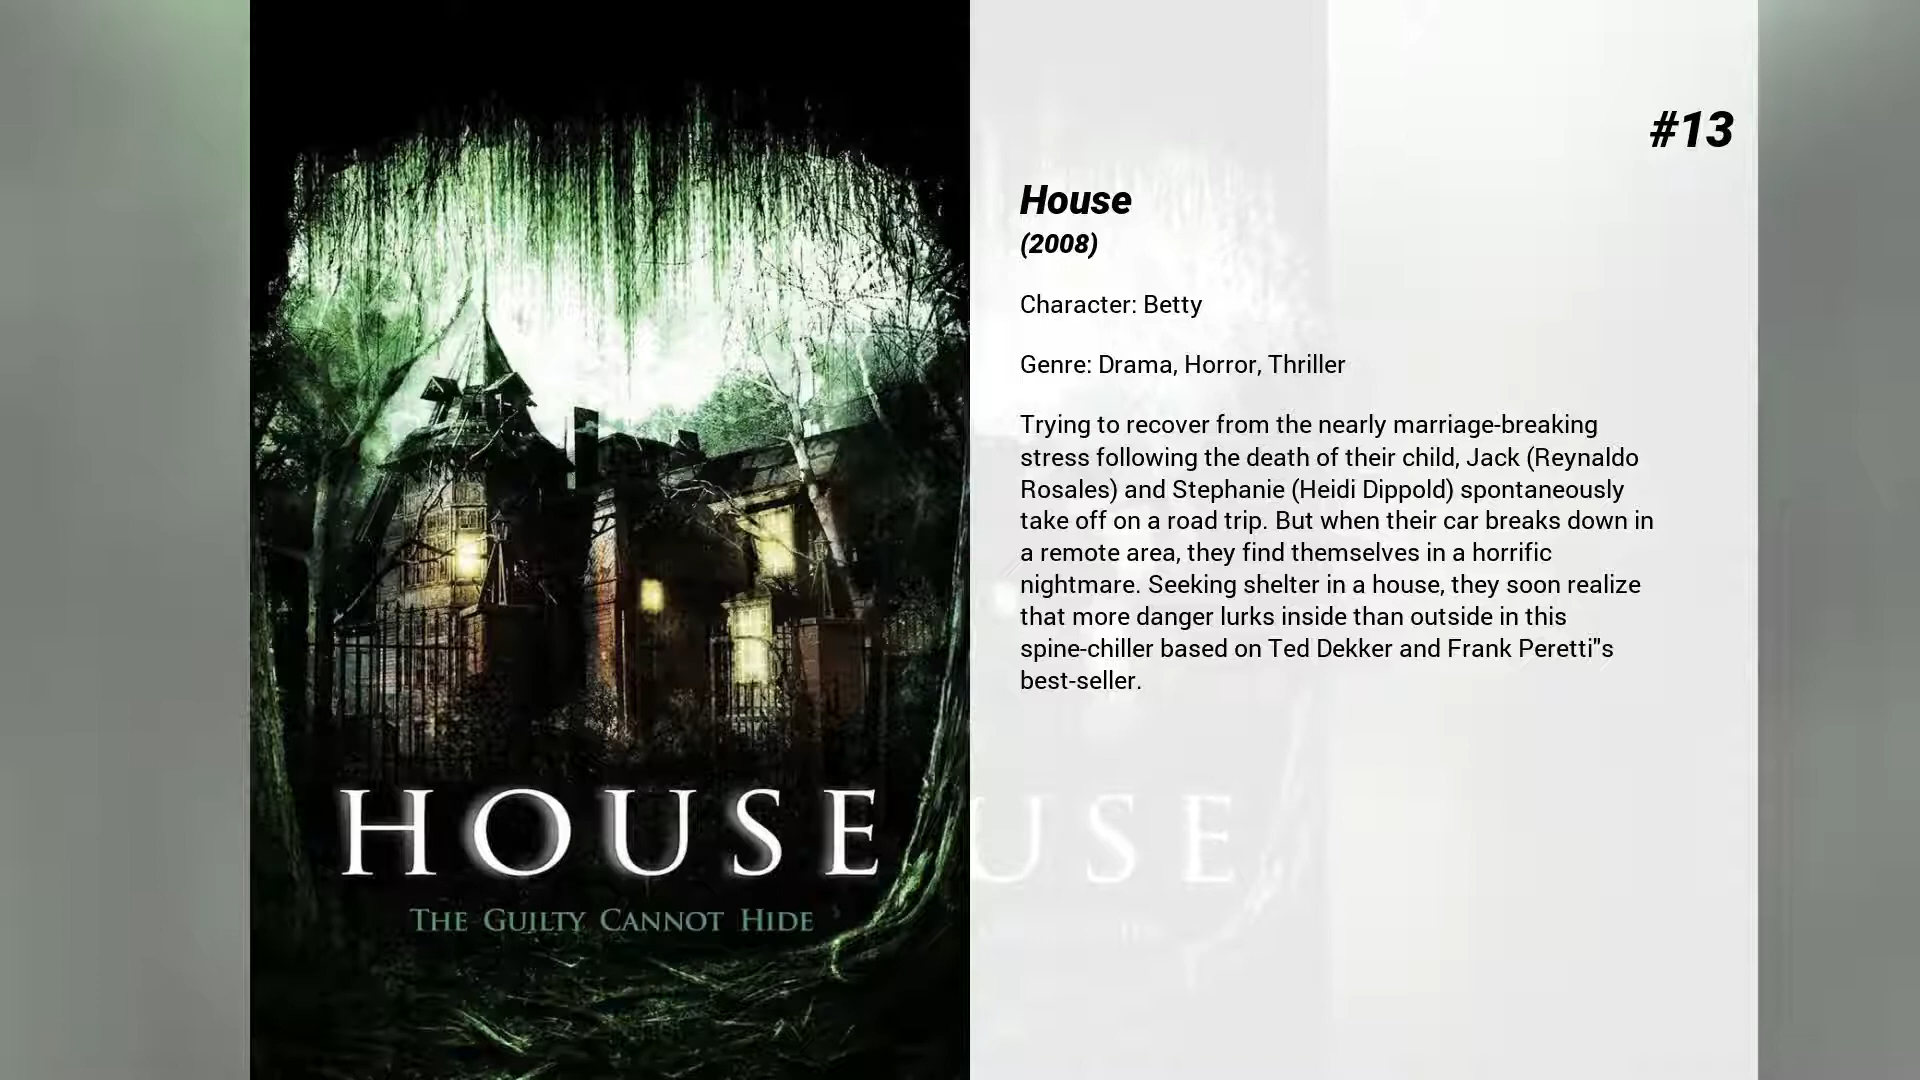 #13
House
(2008)
Character: Betty
Genre: Drama, Horror, Thriller
Trying to recover from the nearly marriage-breaking
stress following the death of their child, Jack (Reynaldo
Rosales) and Stephanie (Heidi Dippold) spontaneously
take off on a road trip. But when their car breaks down in
a remote area, they find themselves in a horrific
nightmare. Seeking shelter in a house, they soon realize
that more danger lurks inside than outside in this
spine-chiller based on Ted Dekker and Frank Peretti"s
best-seller.
HOUSE
THE GUILTY CANNOT HIDE
USE